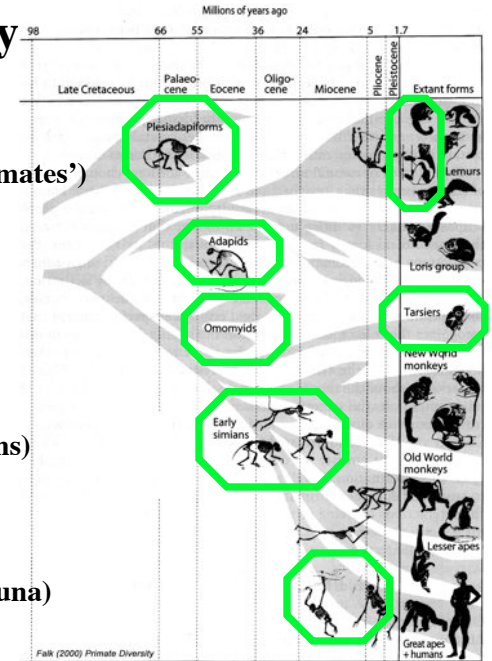 Millions of years ago
y
98 66 55 36 24 5 1.7
Late Cretaceous
Palaeo-
cene
Eocene
Oligo-
cene
Miocene
Pliocene
Pleistocene
Extant forms
Plesiadapiforms
mates’)
Lemurs
Adapids
Loris group
Omomyids
Tarsiers
New World
monkeys
Early
simians
ns)
Old World
monkeys
Lesser apes
una)
Great apes
+ humans
Falk (2000) Primate Diversity